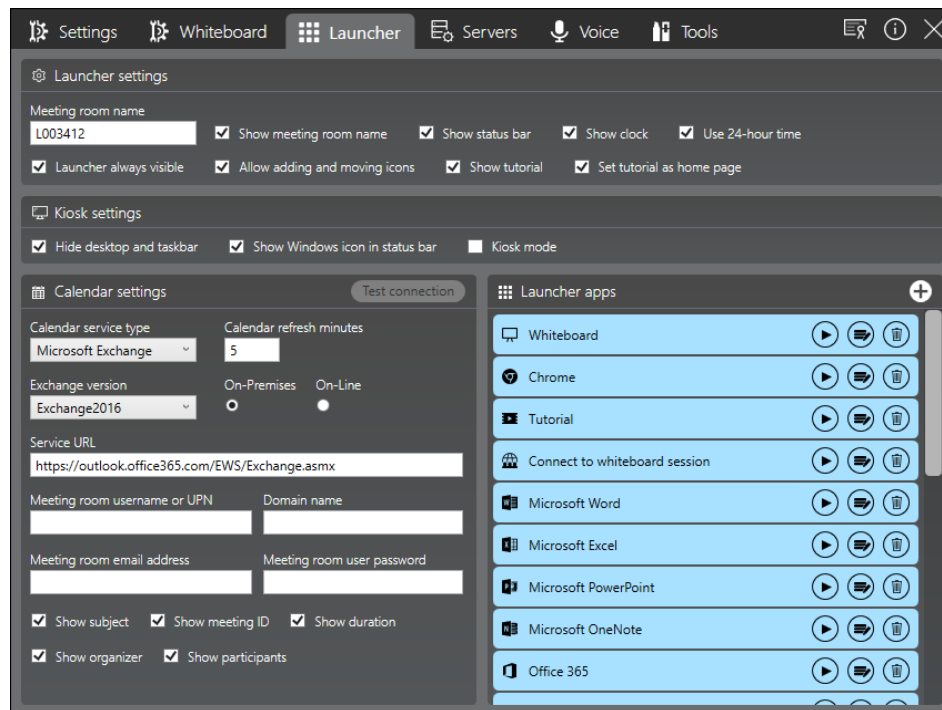 Settings Whiteboard Launcher Servers Voice Tools
Launcher settings
Meeting room name
L003412 Show meeting room name Show status bar Show clock Use 24-hour time
Launcher always visible Allow adding and moving icons Show tutorial Set tutorial as home page
Kiosk settings
Hide desktop and taskbar Show Windows icon in status bar Kiosk mode
Calendar settings Test connection
Calendar service type Calendar refresh minutes
Microsoft Exchange 5
Exchange version On-Premises On-Line
Exchange2016
Service URL
https://outlook.office365.com/EWS/Exchange.asmx
Meeting room username or UPN Domain name
Meeting room email address Meeting room user password
Show subject Show meeting ID Show duration
Show organizer Show participants
Launcher apps
Whiteboard
Chrome
Tutorial
Connect to whiteboard session
Microsoft Word
Microsoft Excel
Microsoft PowerPoint
Microsoft OneNote
Office 365